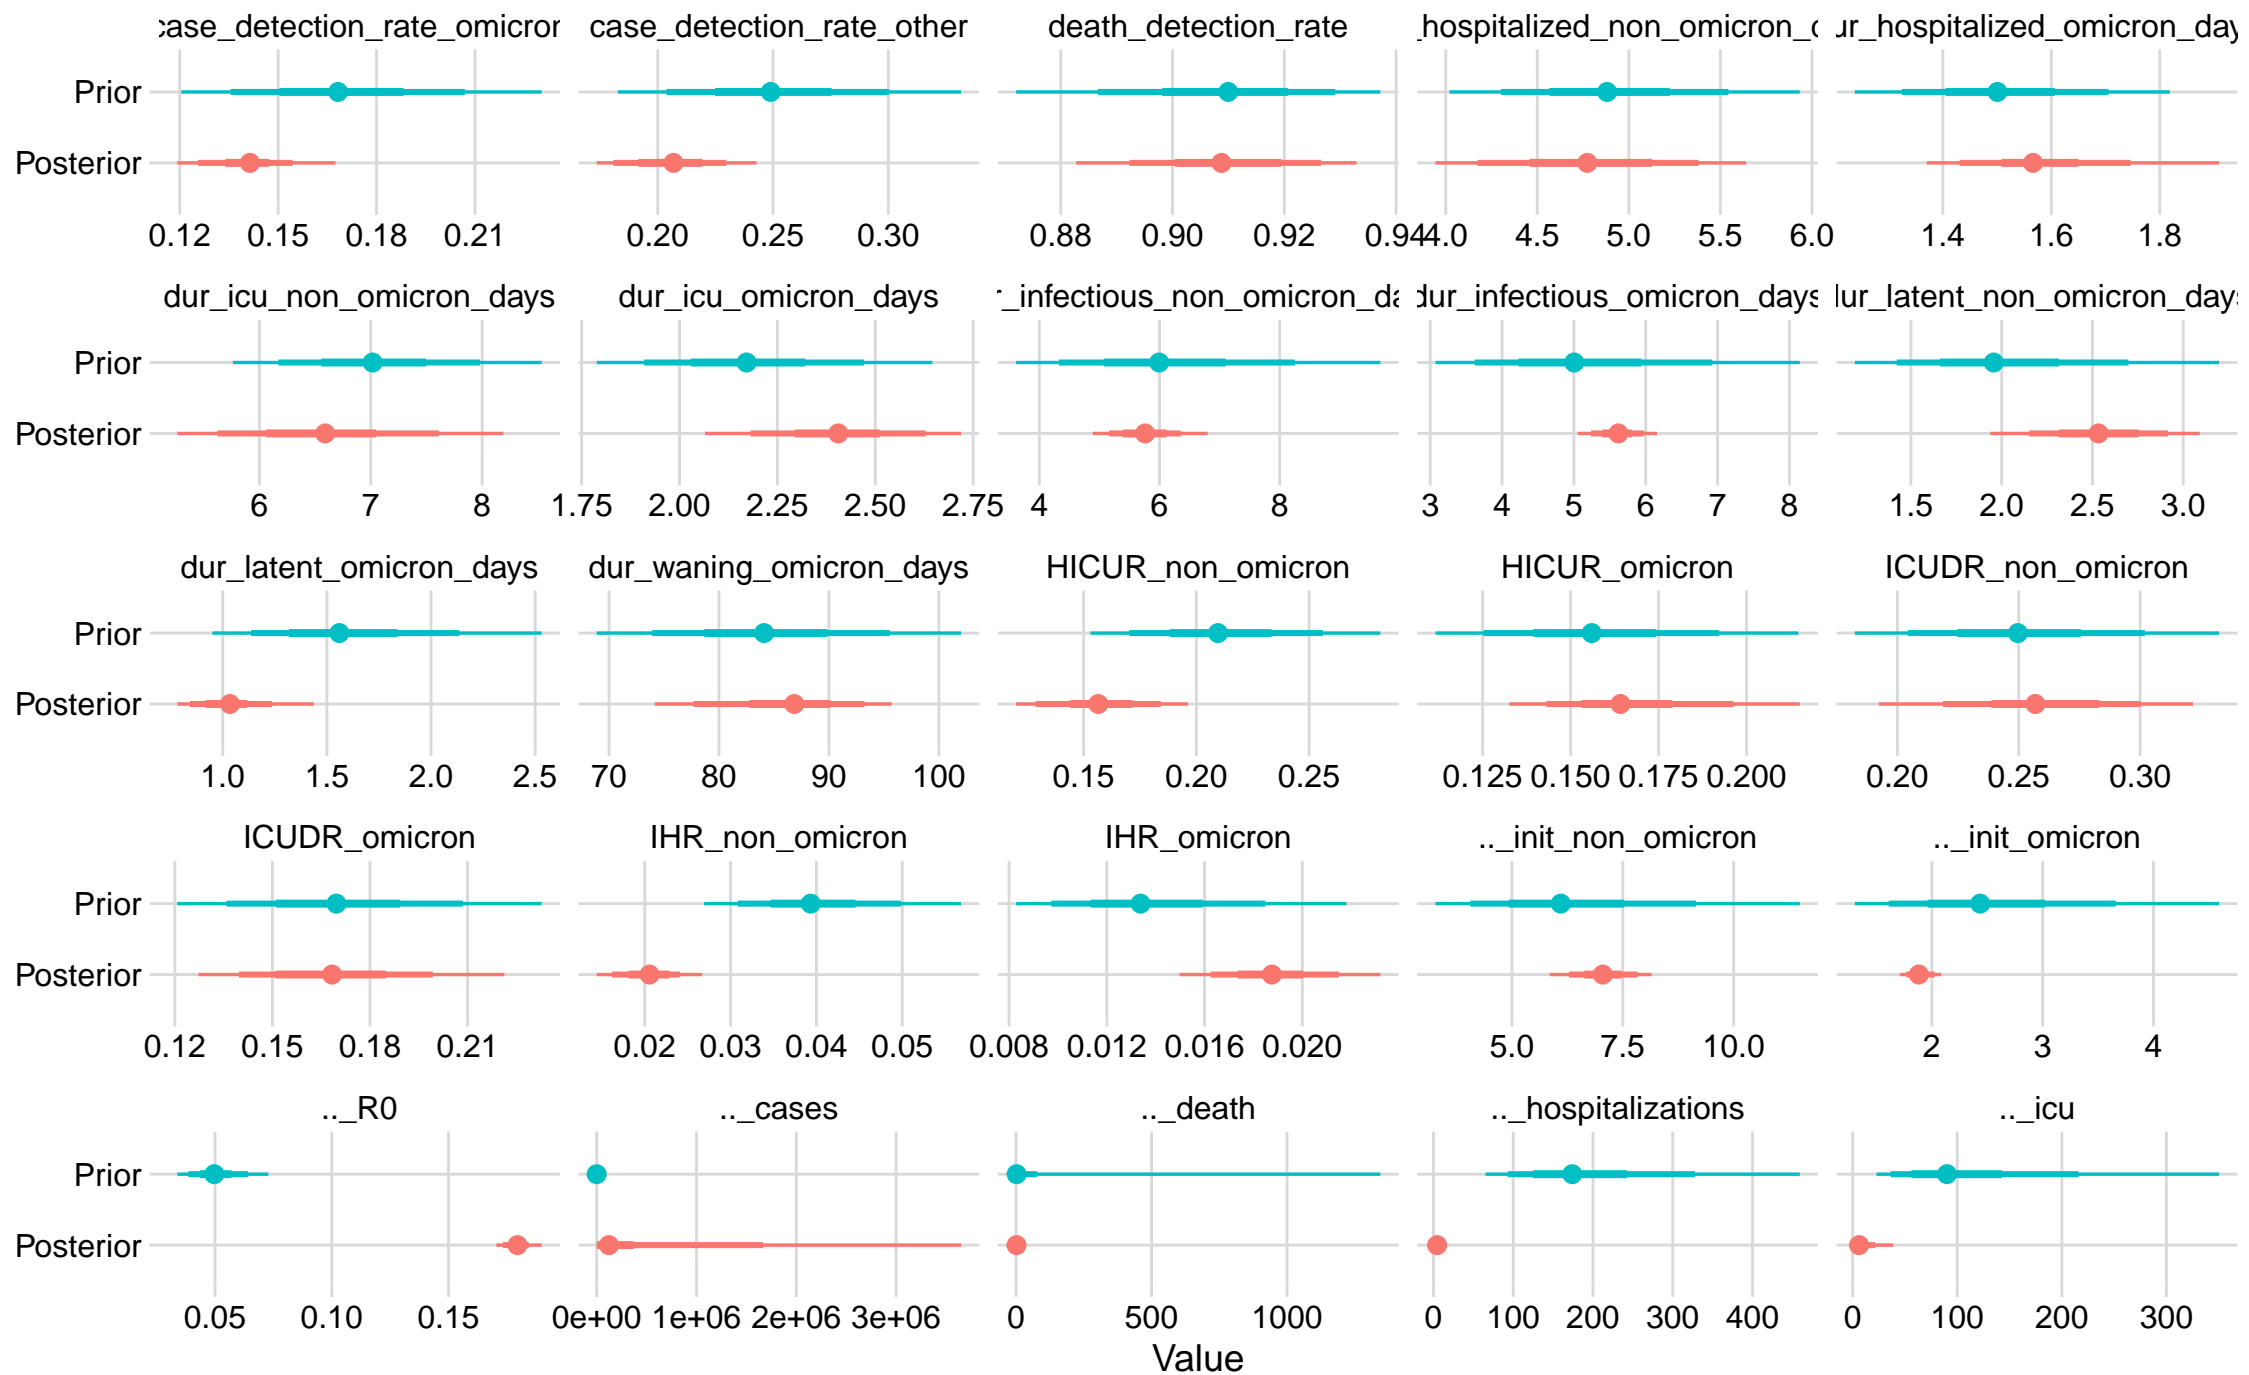 case_detection_rate_omicron case_detection_rate_other death_detection_rate _hospitalized_non_omicron_ ur_hospitalized_omicron_day
Prior
Posterior
0.12 0.15 0.18 0.21 0.20 0.25 0.30 0.88 0.90 0.92 0.94 4.0 4.5 5.0 5.5 6.0 1.4 1.6 1.8
dur_icu_non_omicron_days dur_icu_omicron_days r_infectious_non_omicron_da dur_infectious_omicron_days dur_latent_non_omicron_days
Prior
Posterior
6 7 8 1.75 2.00 2.25 2.50 2.75 4 6 8 3 4 5 6 7 8 1.5 2.0 2.5 3.0
dur_latent_omicron_days dur_waning_omicron_days HICUR_non_omicron HICUR_omicron ICUDR_non_omicron
Prior
Posterior
1.0 1.5 2.0 2.5 70 80 90 100 0.15 0.20 0.25 0.125 0.150 0.175 0.200 0.20 0.25 0.30
ICUDR_omicron IHR_non_omicron IHR_omicron .._init_non_omicron .._init_omicron
Prior
Posterior
0.12 0.15 0.18 0.21 0.02 0.03 0.04 0.05 0.008 0.012 0.016 0.020 5.0 7.5 10.0 2 3 4
.._R0 .._cases .._death .._hospitalizations .._icu
Prior
Posterior
0.05 0.10 0.15 0e+00 1e+06 2e+06 3e+06 0 500 1000 0 100 200 300 400 0 100 200 300
Value